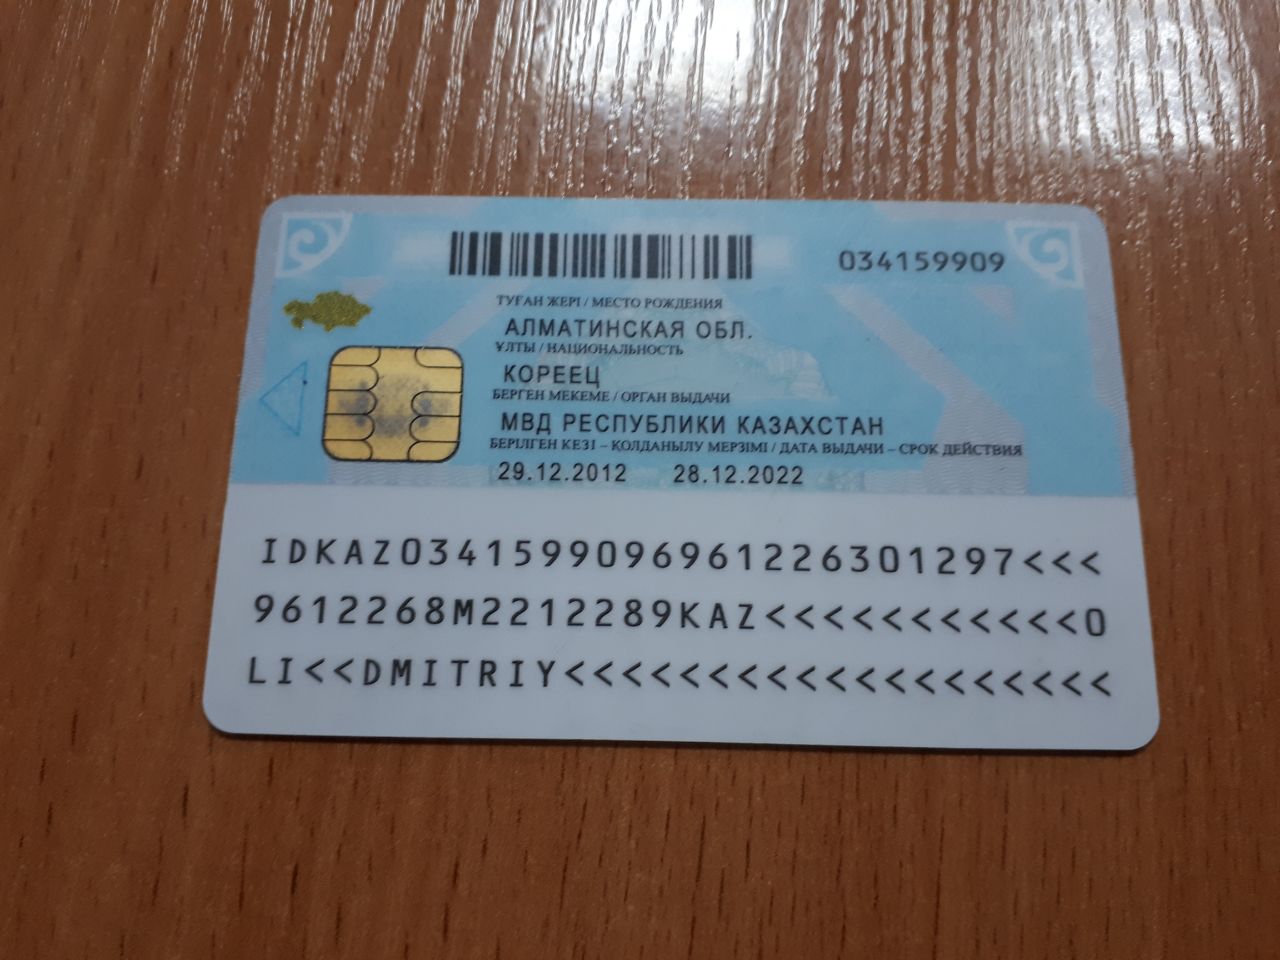 034159909
ТУҒАН ЖЕРІ / МЕСТО РОЖДЕНИЯ
АЛМАТИНСКАЯ ОБЛ.
ҰЛТЫ / НАЦИОНАЛЬНОСТЬ
КОРЕЕЦ
БЕРГЕН МЕКЕМЕ / ОРГАН ВЫДАЧИ
МВД РЕСПУБЛИКИ КАЗАХСТАН
БЕРІЛГЕН КЕЗІ – ҚОЛДАНЫЛУ МЕРЗІМІ / ДАТА ВЫДАЧИ – СРОК ДЕЙСТВИЯ
29.12.2012 28.12.2022
IDKAZ0341599096961226301297<<<
9612268M2212289KAZ<<<<<<<<<<<0
LI<<DMITRIY<<<<<<<<<<<<<<<<<<<